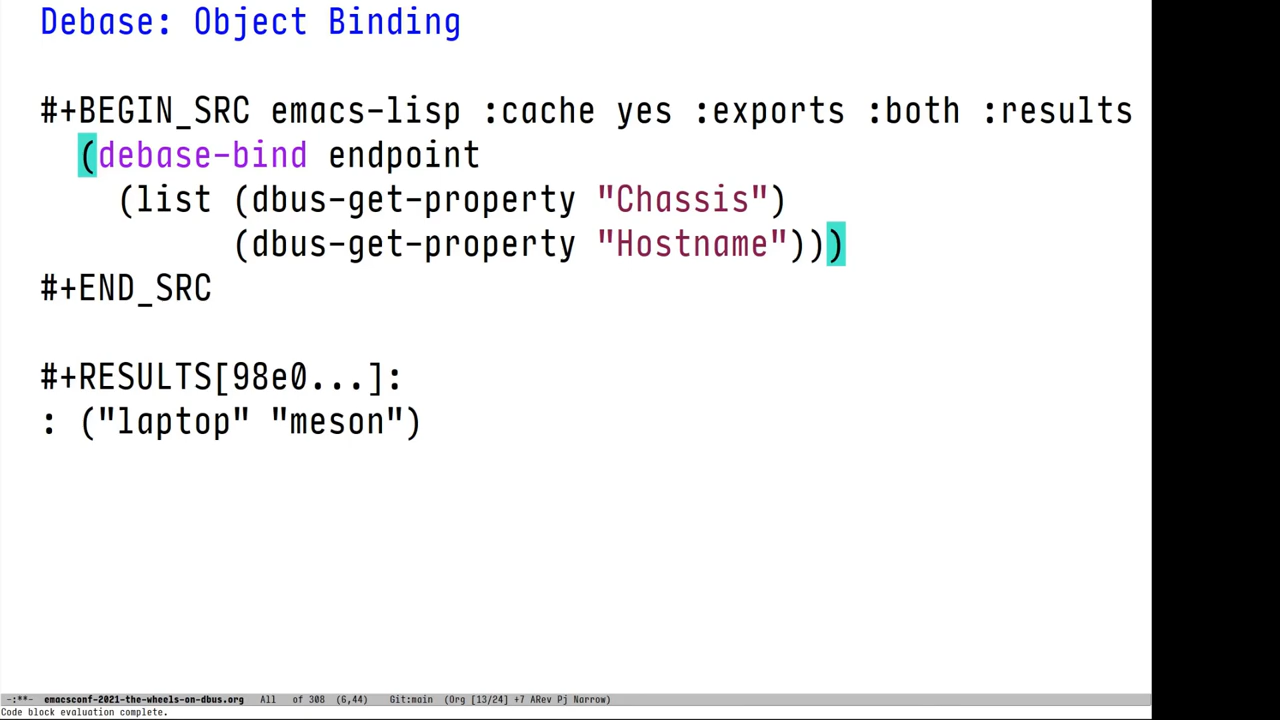 Debase: Object Binding
#+BEGIN_SRC emacs-lisp :cache yes :exports :both :results
(debase-bind endpoint
(list (dbus-get-property "Chassis")
(dbus-get-property "Hostname")))
#+END_SRC
#+RESULTS[98e0...]:
: ("laptop" "meson")
-:**- emacsconf-2021-the-wheels-on-dbus.org All of 308 (6,44) Git:main (Org [13/24] +7 ARev Pj Narrow)
Code block evaluation complete.